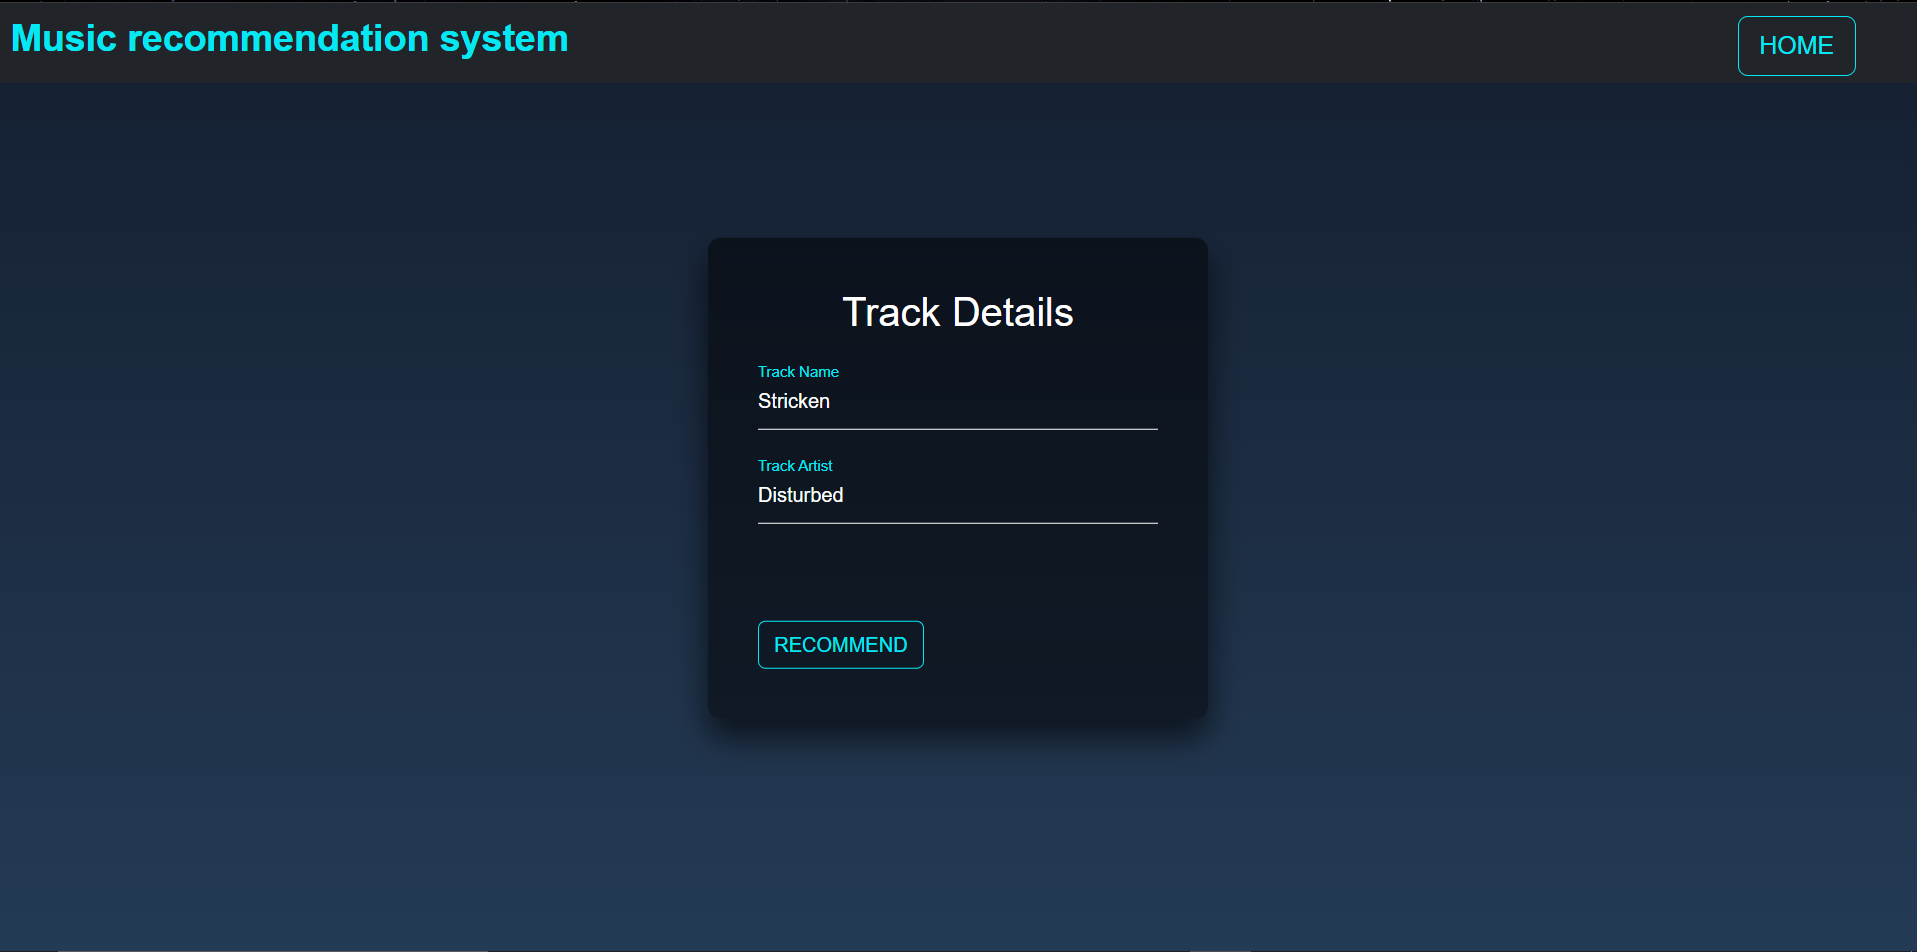 Music recommendation system
HOME
Track Details
Track Name
Stricken
Track Artist
Disturbed
RECOMMEND